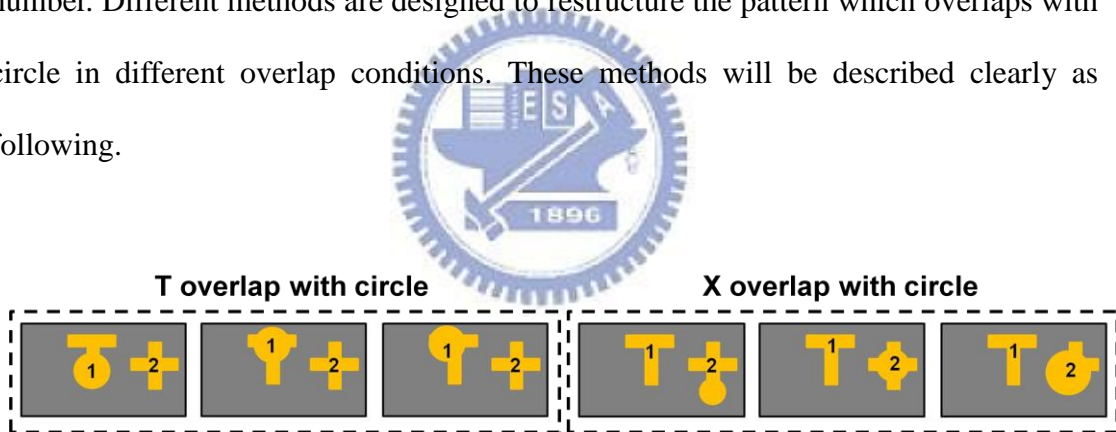 number. Different methods are designed to restructure the pattern which overlaps with
circle in different overlap conditions. These methods will be described clearly as
following.
E S A
1896
T overlap with circle
X overlap with circle
1 2 1 2 1 2 1 2 1 2 1 2